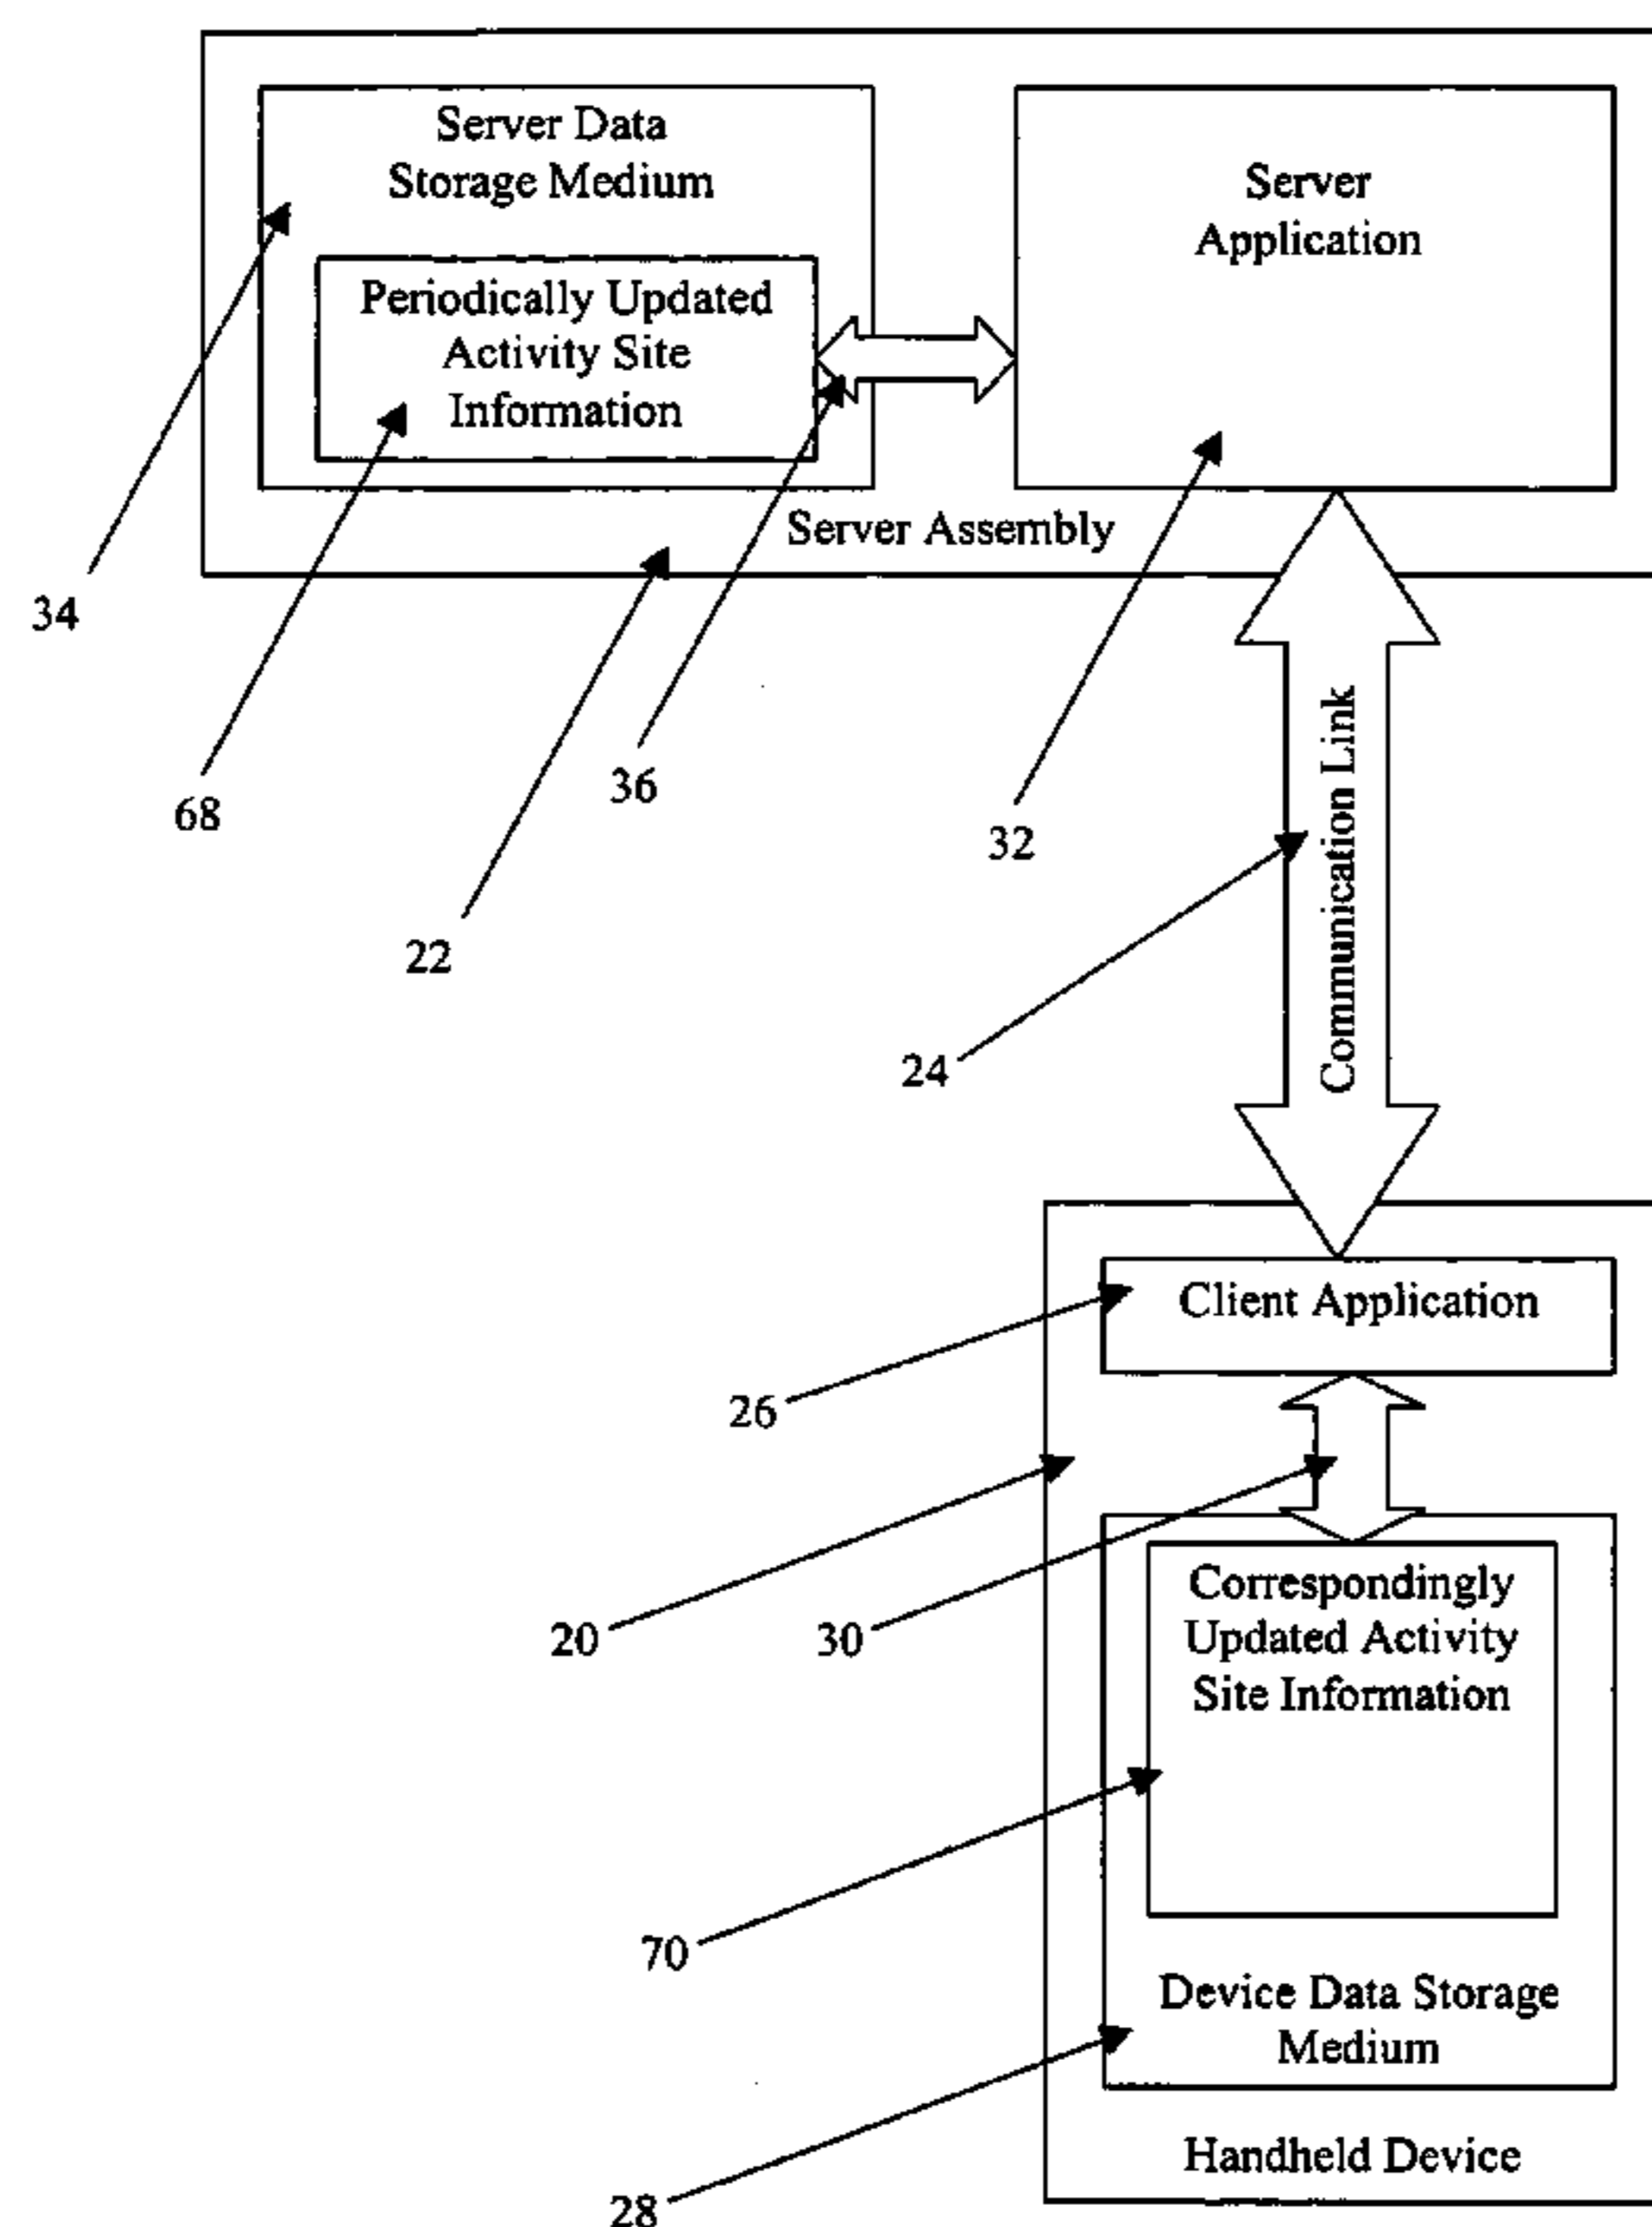 Server Data
Storage Medium
Server
Application
Periodically Updated
Activity Site
Information
Server Assembly
34
68
36
32
22
24
Communication Link
Client Application
26
20
30
Correspondingly
Updated Activity
Site Information
70
Device Data Storage
Medium
Handheld Device
28